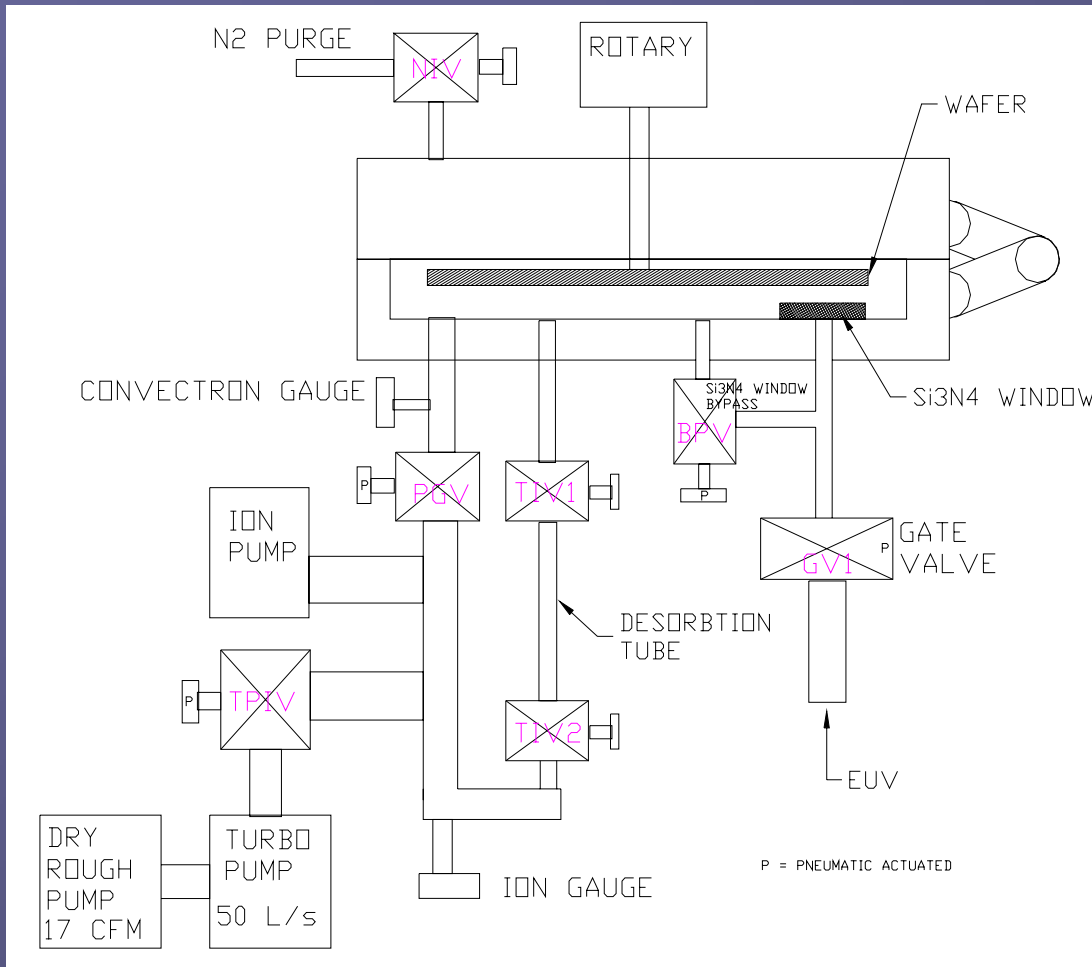 N2 PURGE
NIV
ROTARY
WAFER
CONVECTRON GAUGE
Si3N4 WINDOW
BYPASS
BPV
Si3N4 WINDOW
P
PGV
TIV1
P
ION
PUMP
P
GV1
GATE
VALVE
DESORBTION
TUBE
P
TPIV
TIV2
EUV
DRY
ROUGH
PUMP
17 CFM
TURBO
PUMP
50 L/s
ION GAUGE
P = PNEUMATIC ACTUATED